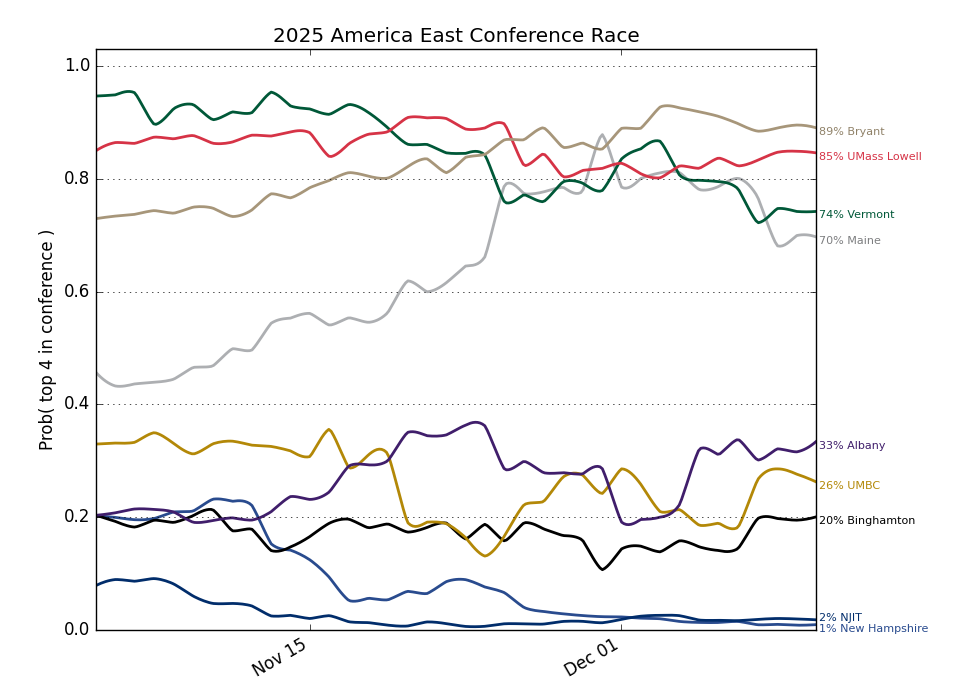 2025 America East Conference Race
Prob( top 4 in conference )
1.0
0.8
0.6
0.4
0.2
0.0
Nov 15
Dec 01
89% Bryant
85% UMass Lowell
74% Vermont
70% Maine
33% Albany
26% UMBC
20% Binghamton
2% NJIT
1% New Hampshire